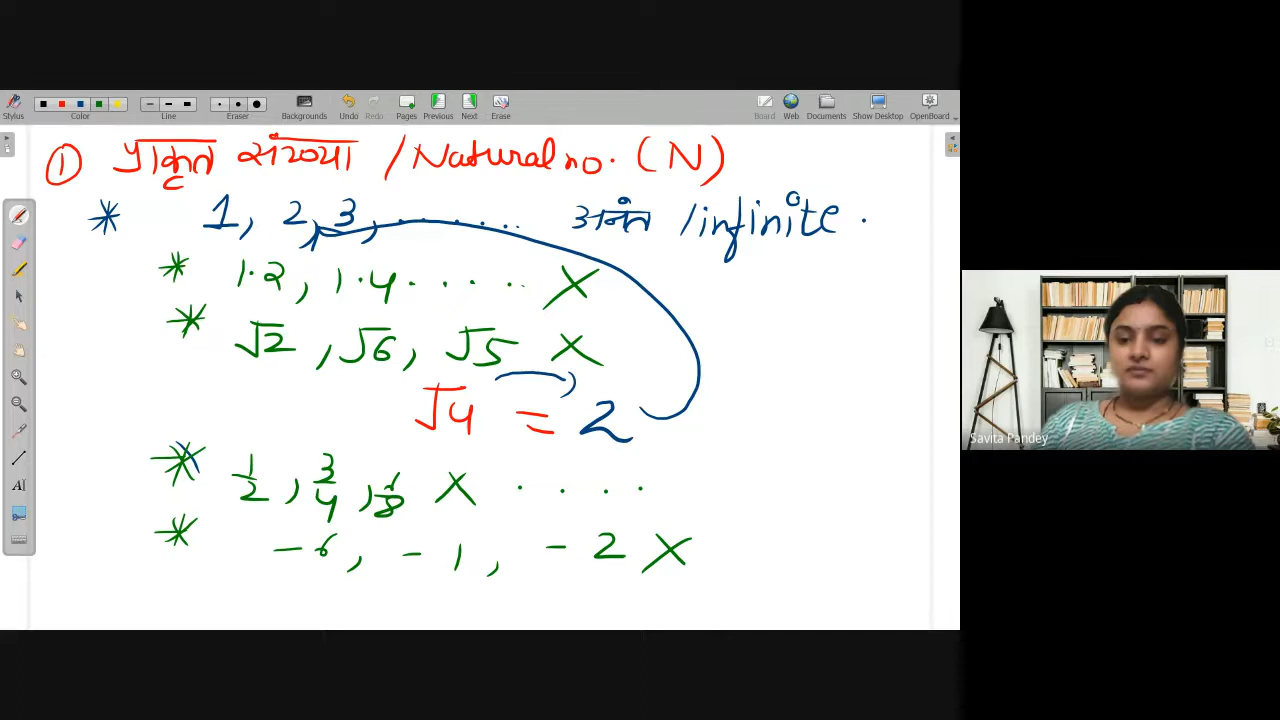 Stylus Color Line Eraser Backgrounds Undo Redo Pages Previous Next Erase Board Web Documents Show Desktop OpenBoard
① प्राकृत संख्या /Natural no. (N)
* 1, 2, 3, ........ अनंत /infinite.
* 1.2, 1.4...... X
* √2, √6, √5 X
√4 = 2
* 1/2, 3/4, 1/8 X ....
* -6, -1, -2 X
Savita Pandey